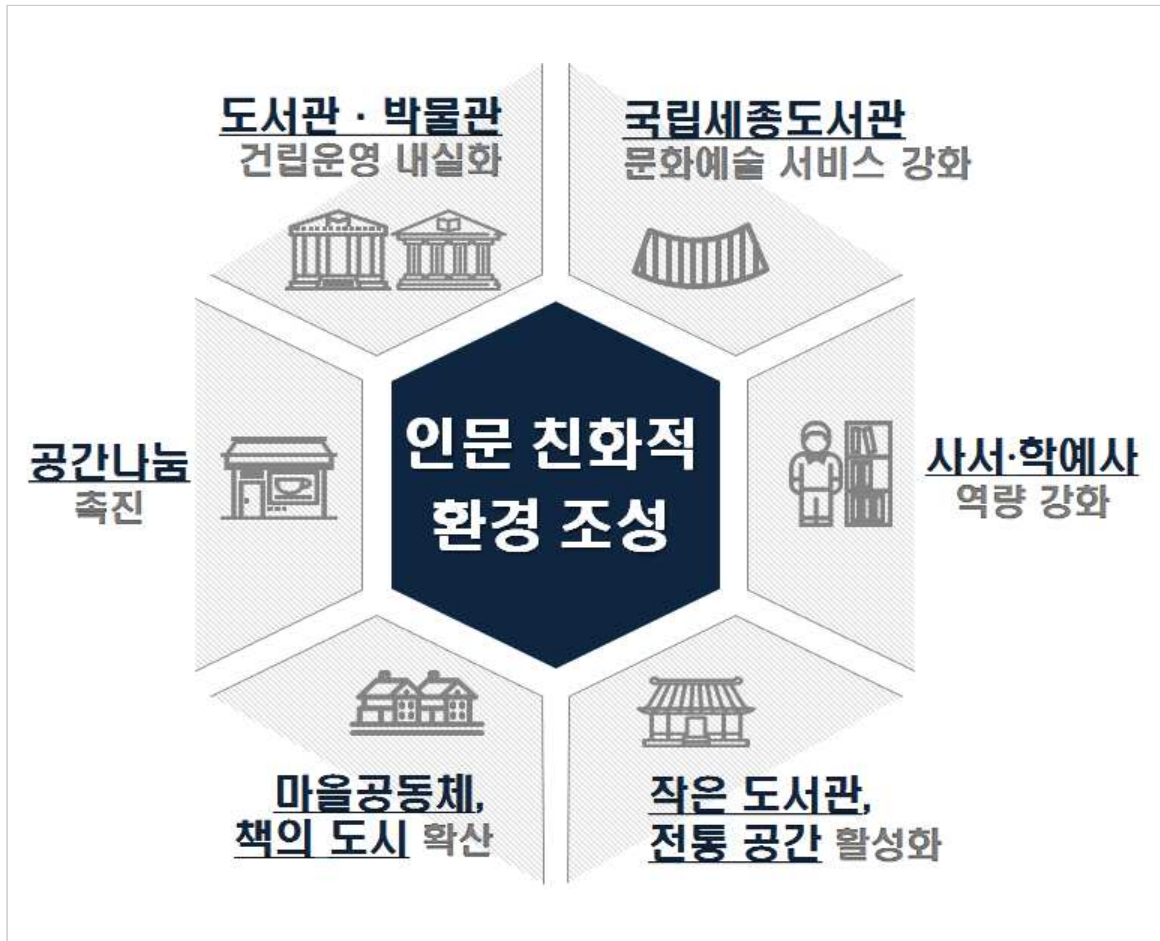 도서관 · 박물관
건립운영 내실화
국립세종도서관
문화예술 서비스 강화
공간나눔
촉진
인문 친화적
환경 조성
사서·학예사
역량 강화
마을공동체,
책의 도시 확산
작은 도서관,
전통 공간 활성화